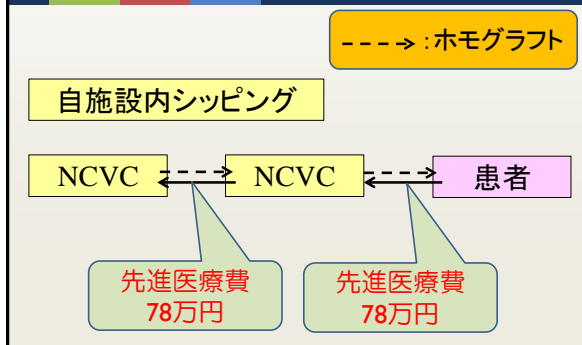 ----> :ホモグラフト
自施設内シッピング
NCVC NCVC 患者
先進医療費
78万円
先進医療費
78万円